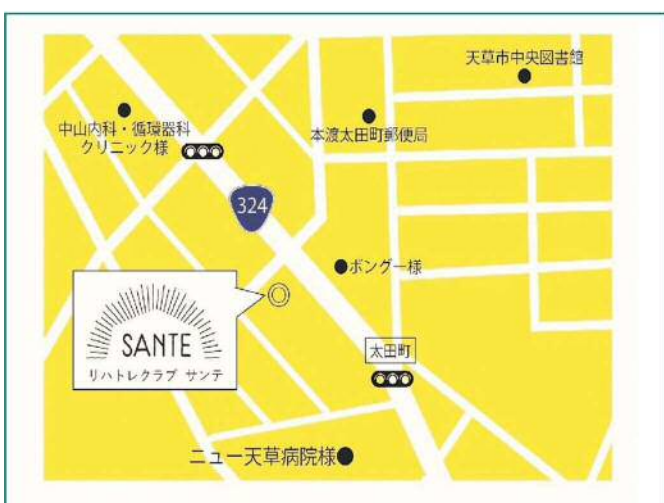 天草市中央図書館
中山内科・循環器科
クリニック様
本渡太田町郵便局
324
ボングー様
SANTE
リハトレクラブ サンテ
太田町
ニュー天草病院様